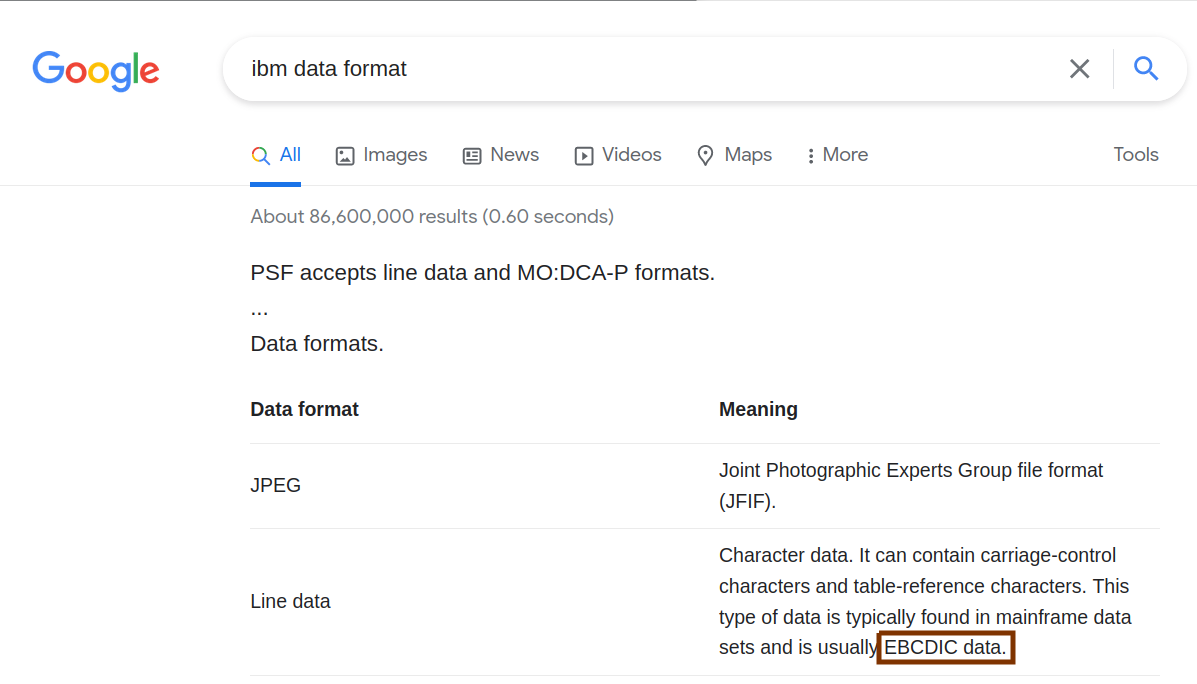 Google
ibm data format
All Images News Videos Maps More Tools
About 86,600,000 results (0.60 seconds)
PSF accepts line data and MO:DCA-P formats.
...
Data formats.
Data format Meaning
JPEG
Joint Photographic Experts Group file format
(JFIF).
Line data
Character data. It can contain carriage-control
characters and table-reference characters. This
type of data is typically found in mainframe data
sets and is usually EBCDIC data.